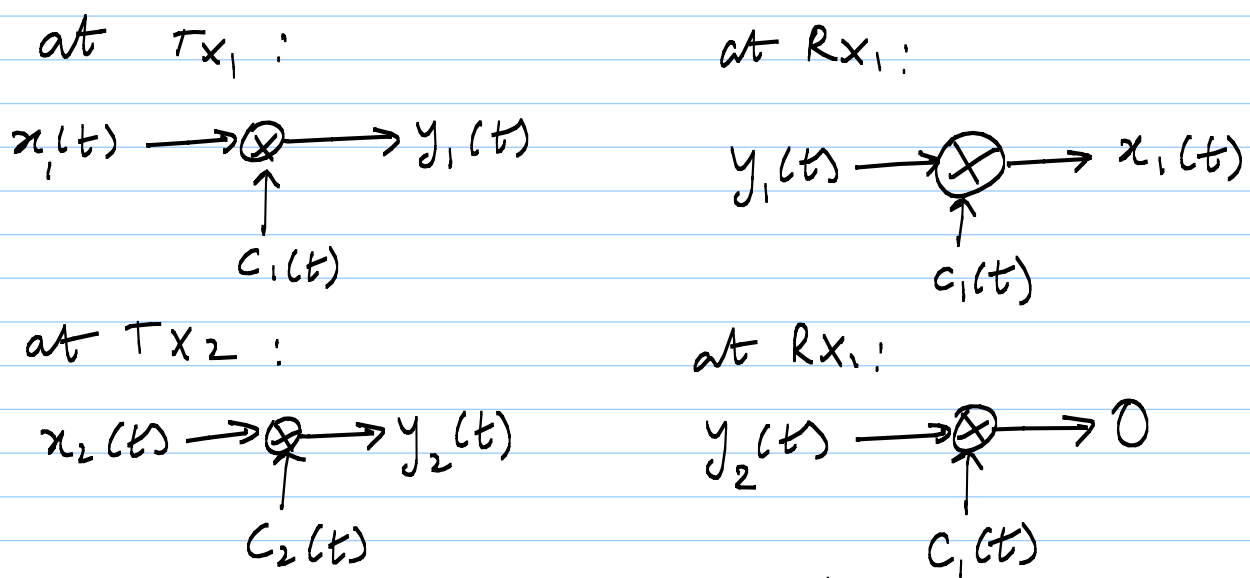 at Tx₁ :
at Rx₁ :
x₁(t) → ⊗ → y₁(t)
y₁(t) → ⊗ → x₁(t)
c₁(t)
c₁(t)
at Tx2 :
at Rx₁ :
x₂(t) → ⊗ → y₂(t)
y₂(t) → ⊗ → 0
C₂(t)
C₁(t)